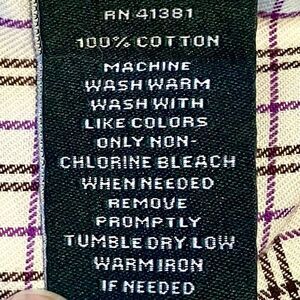 RN 41381
100% COTTON
MACHINE
WASH WARM
WASH WITH
LIKE COLORS
ONLY NON-
CHLORINE BLEACH
WHEN NEEDED
REMOVE
PROMPTLY
TUMBLE DRY LOW
WARM IRON
IF NEEDED